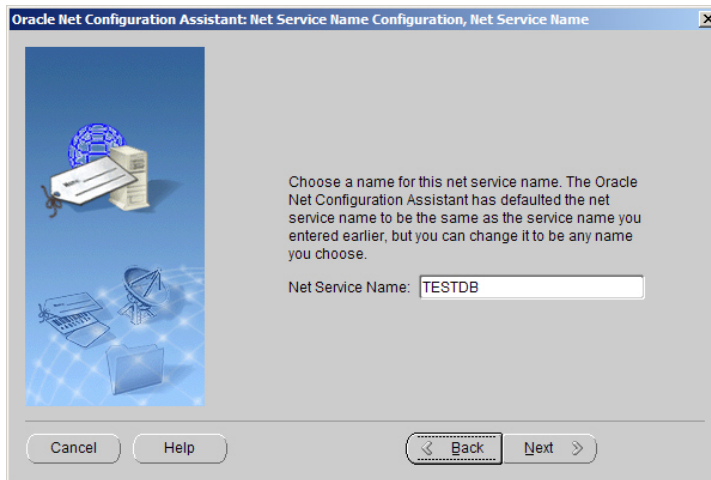 Oracle Net Configuration Assistant: Net Service Name Configuration, Net Service Name
Choose a name for this net service name. The Oracle
Net Configuration Assistant has defaulted the net
service name to be the same as the service name you
entered earlier, but you can change it to be any name
you choose.
Net Service Name: TESTDB
Cancel Help Back Next